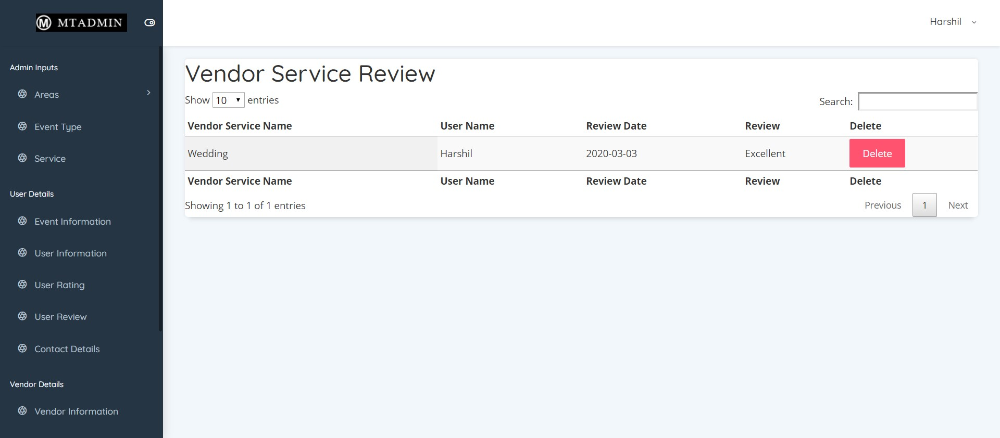 MTADMIN
Harshil
Admin Inputs
Areas
Event Type
Service
User Details
Event Information
User Information
User Rating
User Review
Contact Details
Vendor Details
Vendor Information
Vendor Service Review
Show 10 entries
Search:
Vendor Service Name User Name Review Date Review Delete
Wedding Harshil 2020-03-03 Excellent Delete
Vendor Service Name User Name Review Date Review Delete
Showing 1 to 1 of 1 entries
Previous 1 Next